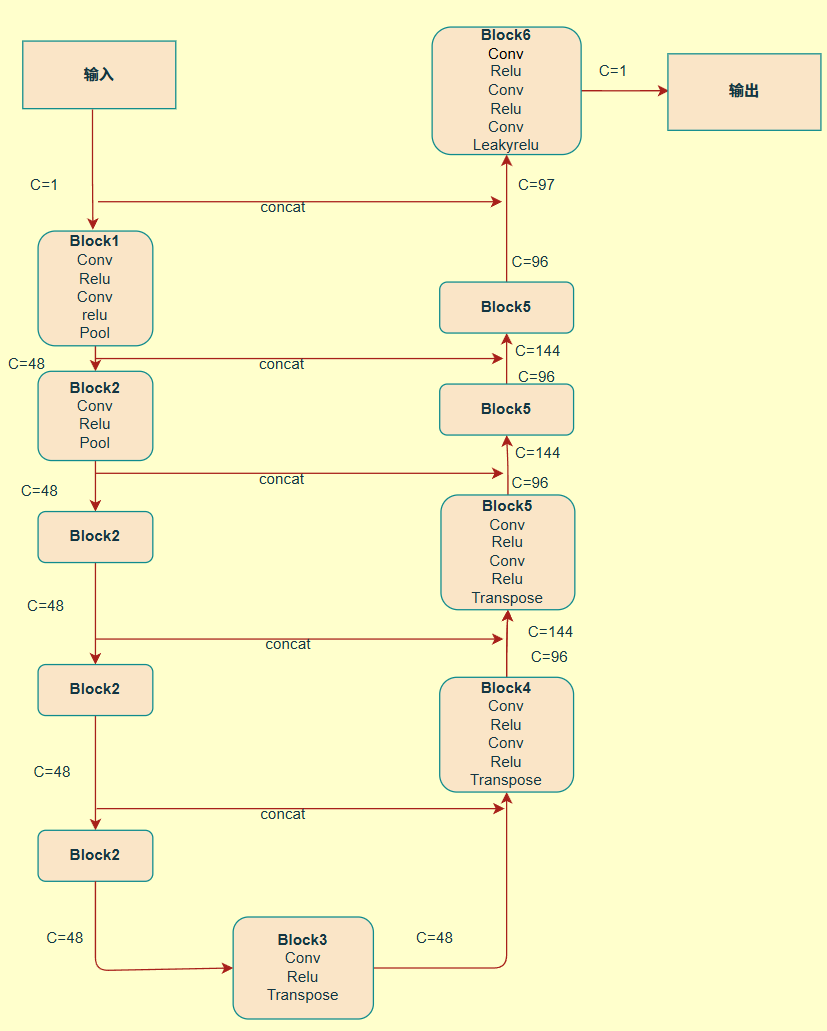 输入
C=1
concat
Block1
Conv
Relu
Conv
relu
Pool
C=48
concat
Block2
Conv
Relu
Pool
C=48
concat
Block2
C=48
concat
Block2
C=48
concat
Block2
C=48
Block3
Conv
Relu
Transpose
C=48
Block4
Conv
Relu
Conv
Relu
Transpose
C=96
C=144
Block5
Conv
Relu
Conv
Relu
Transpose
C=96
C=144
Block5
C=96
C=144
Block5
C=96
C=97
Block6
Conv
Relu
Conv
Relu
Conv
Leakyrelu
C=1
输出